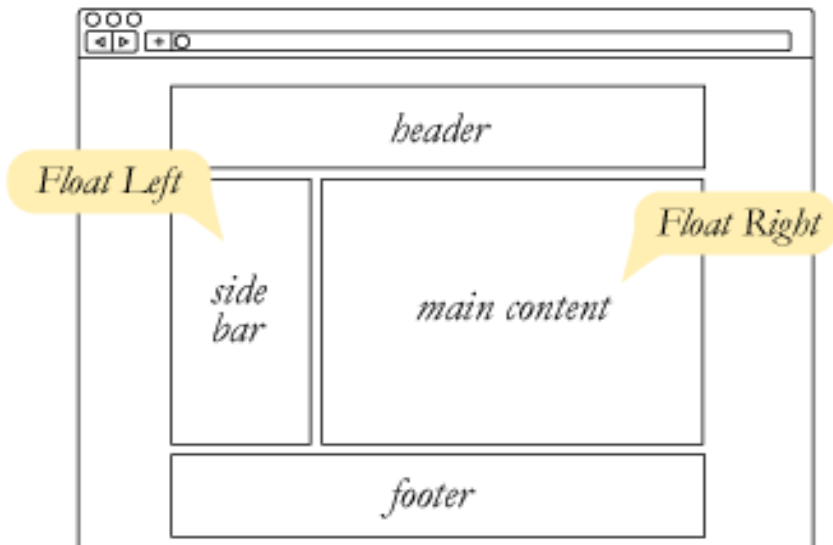 header
Float Left
Float Right
side
bar
main content
footer